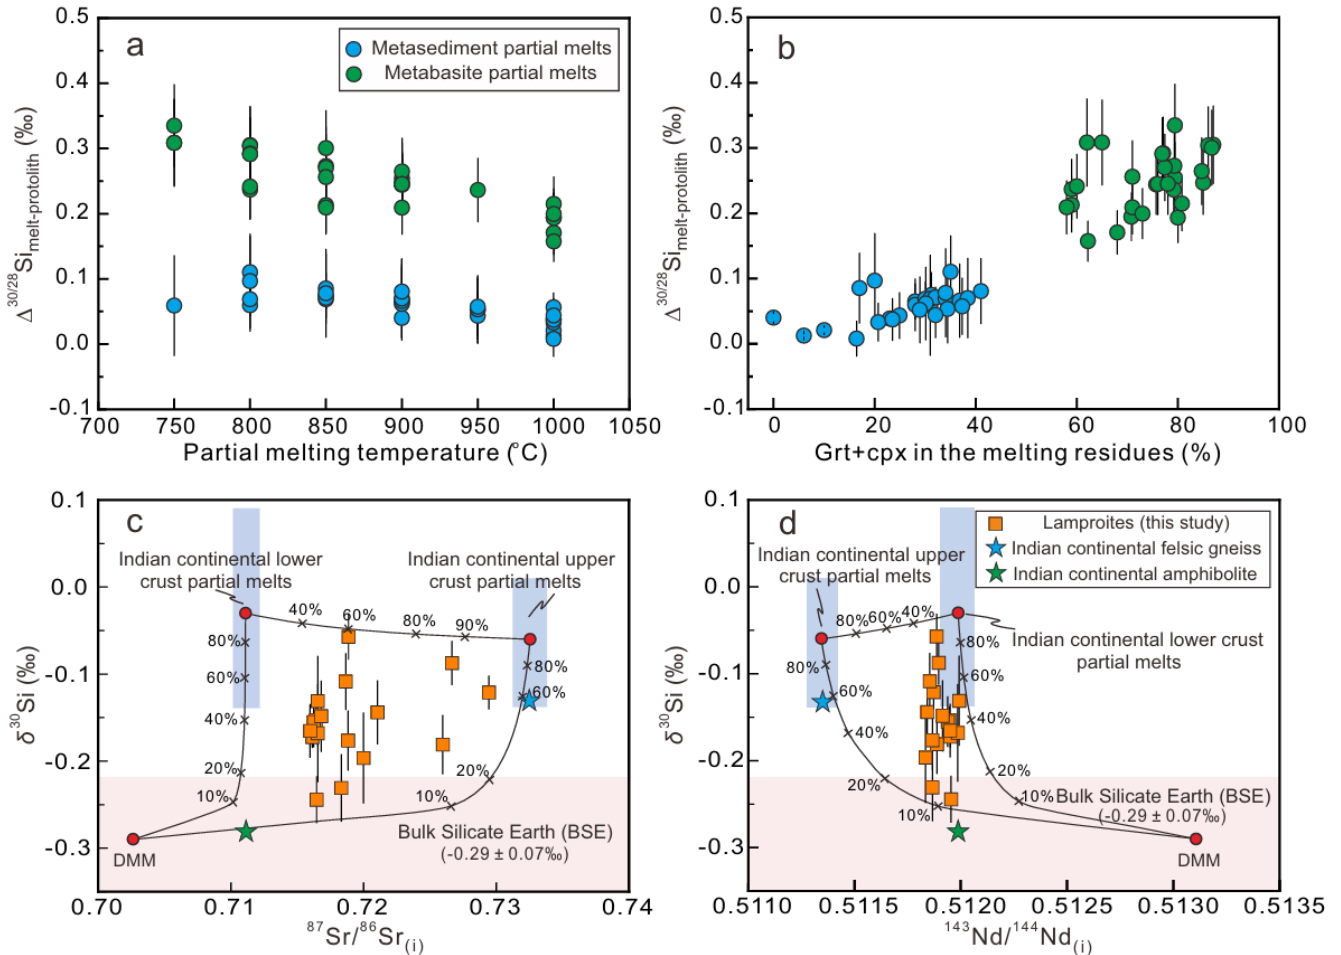 a
Metasediment partial melts
Metabasite partial melts
0.5
0.4
0.3
0.2
0.1
0.0
-0.1
Δ30/28Si melt-protolith (‰)
700 750 800 850 900 950 1000 1050
Partial melting temperature (°C)
b
0.5
0.4
0.3
0.2
0.1
0.0
-0.1
Δ30/28Si melt-protolith (‰)
0 20 40 60 80 100
Grt+cpx in the melting residues (%)
c
0.1
0.0
-0.1
-0.2
-0.3
δ30Si (‰)
Indian continental lower
crust partial melts
Indian continental upper
crust partial melts
40% 60% 80% 90%
80%
60%
40%
20%
10%
80%
60%
20%
10%
Bulk Silicate Earth (BSE)
(-0.29 ± 0.07‰)
DMM
0.70 0.71 0.72 0.73 0.74
87Sr/86Sr(i)
d
Lamproites (this study)
Indian continental felsic gneiss
Indian continental amphibolite
0.1
0.0
-0.1
-0.2
-0.3
δ30Si (‰)
Indian continental upper
crust partial melts
80% 60% 40%
Indian continental lower crust
partial melts
80%
60%
40%
20%
10%
80%
60%
40%
20%
10%
Bulk Silicate Earth (BSE)
(-0.29 ± 0.07‰)
DMM
0.5110 0.5115 0.5120 0.5125 0.5130 0.5135
143Nd/144Nd(i)